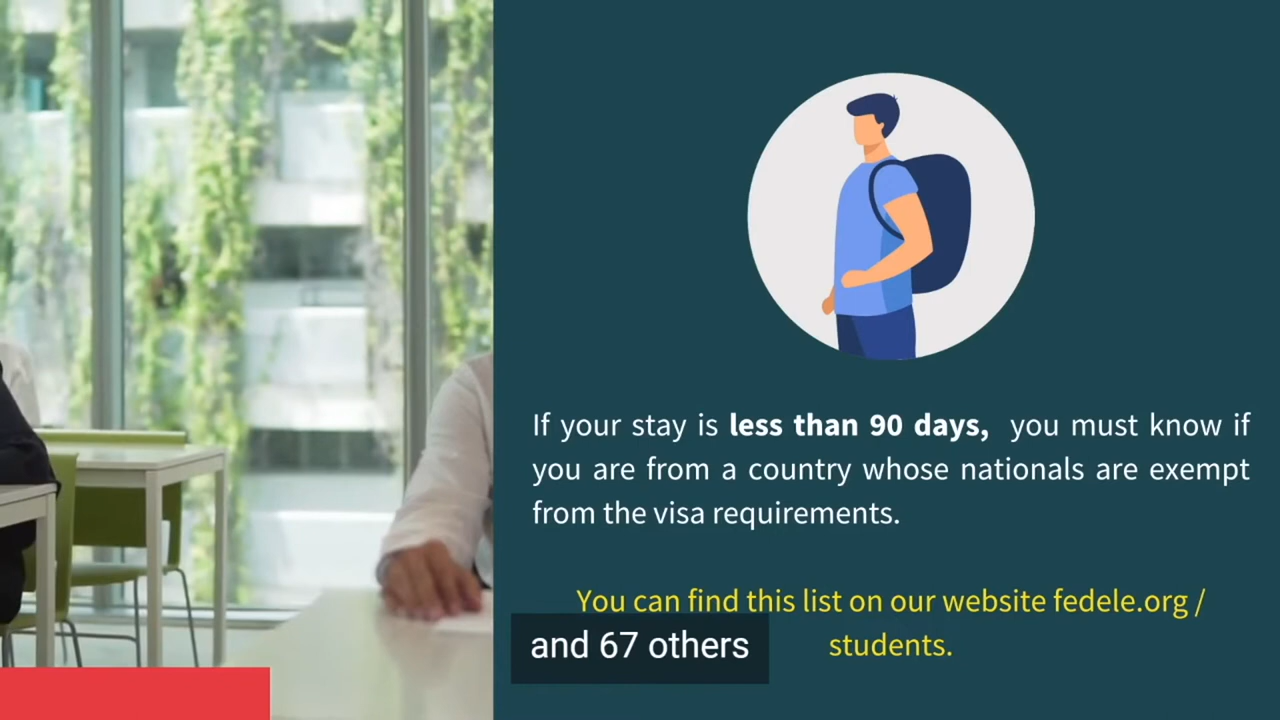 If your stay is less than 90 days, you must know if
you are from a country whose nationals are exempt
from the visa requirements.
You can find this list on our website fedele.org /
students.
and 67 others